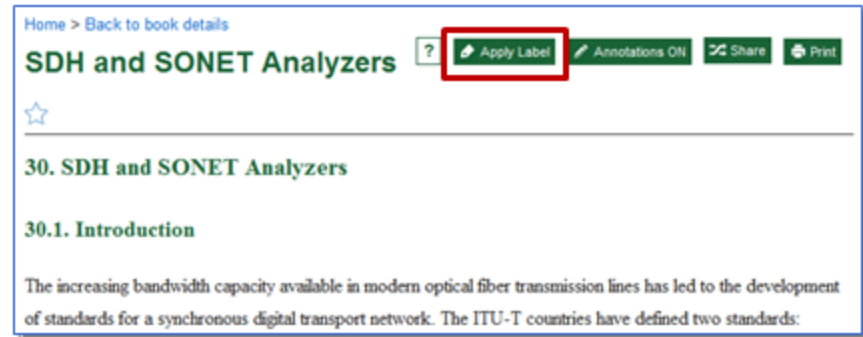 Home > Back to book details
SDH and SONET Analyzers ? Apply Label Annotations ON Share Print
30. SDH and SONET Analyzers
30.1. Introduction
The increasing bandwidth capacity available in modern optical fiber transmission lines has led to the development
of standards for a synchronous digital transport network. The ITU-T countries have defined two standards: